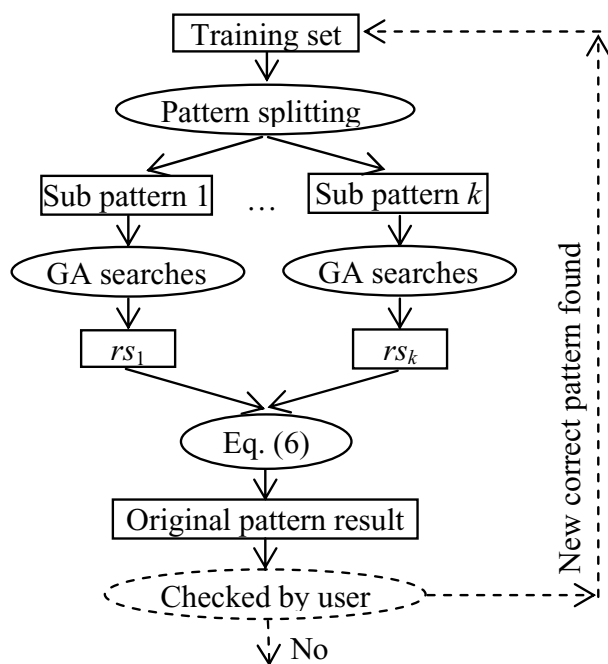 Training set
Pattern splitting
Sub pattern 1
...
Sub pattern k
GA searches
GA searches
rs₁
rsₖ
Eq. (6)
Original pattern result
Checked by user
No
New correct pattern found